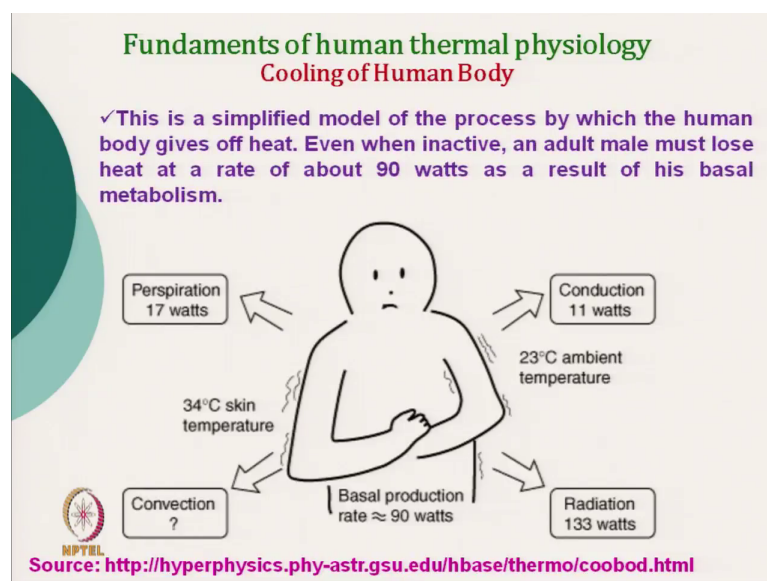 Fundaments of human thermal physiology
Cooling of Human Body
✓This is a simplified model of the process by which the human
body gives off heat. Even when inactive, an adult male must lose
heat at a rate of about 90 watts as a result of his basal
metabolism.
Perspiration
17 watts
Conduction
11 watts
23°C ambient
temperature
34°C skin
temperature
Convection
?
Basal production
rate ≈ 90 watts
Radiation
133 watts
NPTEL
Source: http://hyperphysics.phy-astr.gsu.edu/hbase/thermo/coobod.html